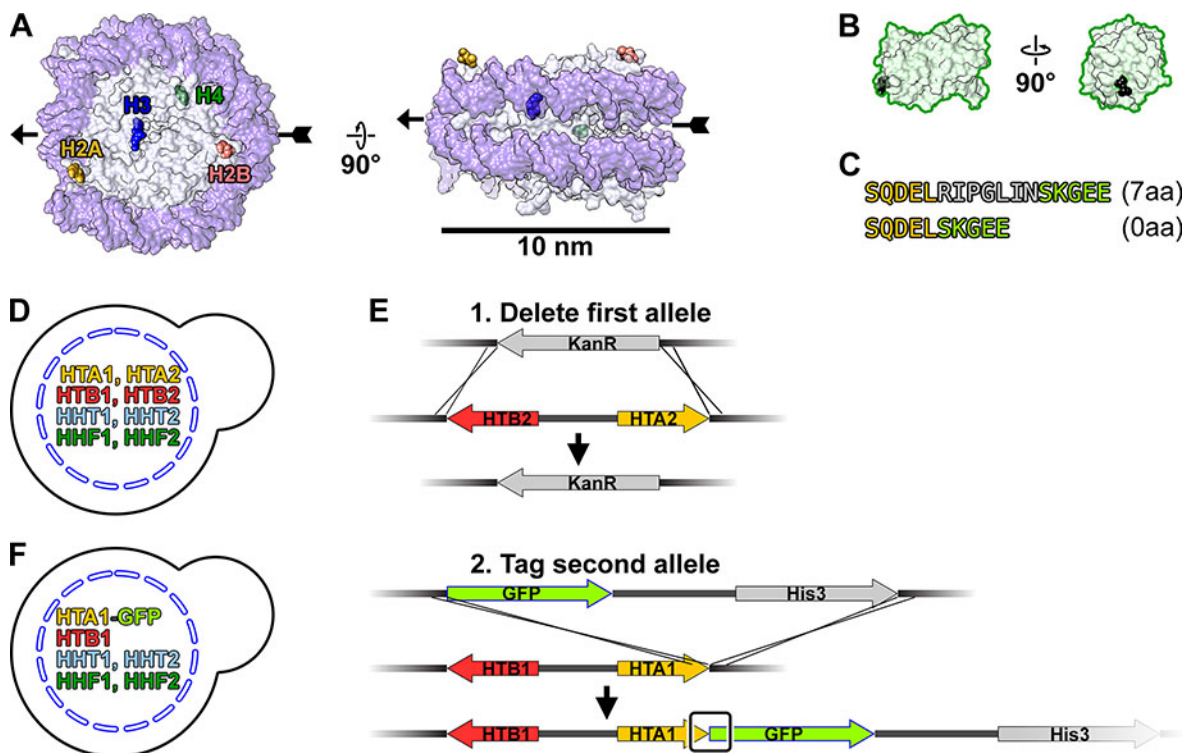 A
H3
H4
H2A
H2B
90°
10 nm
B
90°
C
SQDELRIPGLINSKGEE (7aa)
SQDELSKGEE (0aa)
D
HTA1, HTA2
HTB1, HTB2
HHT1, HHT2
HHF1, HHF2
E
1. Delete first allele
KanR
HTB2 HTA2
KanR
F
HTA1-GFP
HTB1
HHT1, HHT2
HHF1, HHF2
2. Tag second allele
GFP His3
HTB1 HTA1
HTB1 HTA1 GFP His3